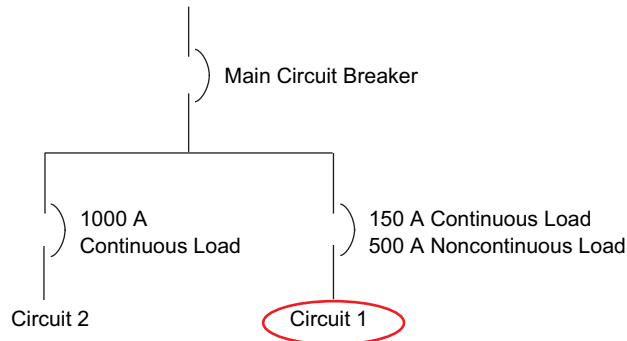 Main Circuit Breaker
1000 A
Continuous Load
150 A Continuous Load
500 A Noncontinuous Load
Circuit 2
Circuit 1